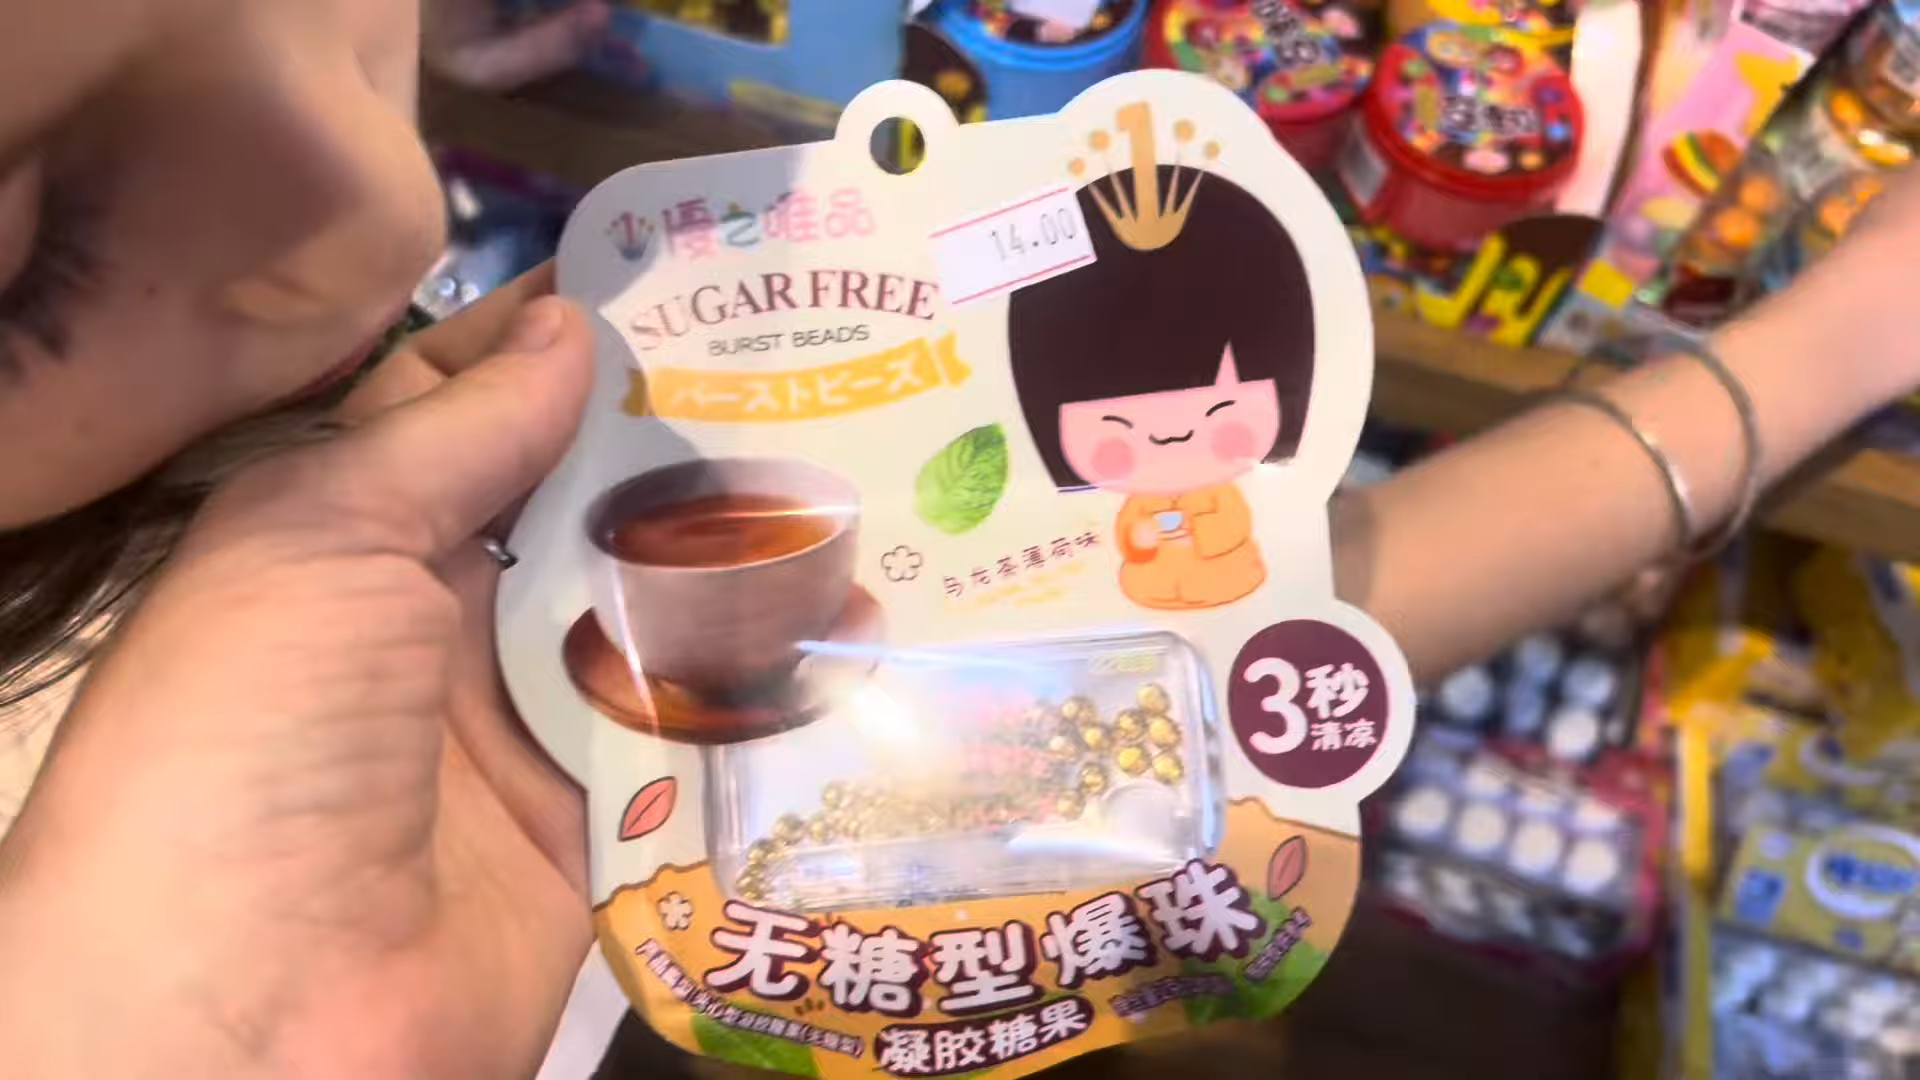 優之唯品
14.00
SUGAR FREE
BURST BEADS
バーストビーズ
乌龙茶薄荷味
3秒
清凉
无糖型爆珠
凝胶糖果